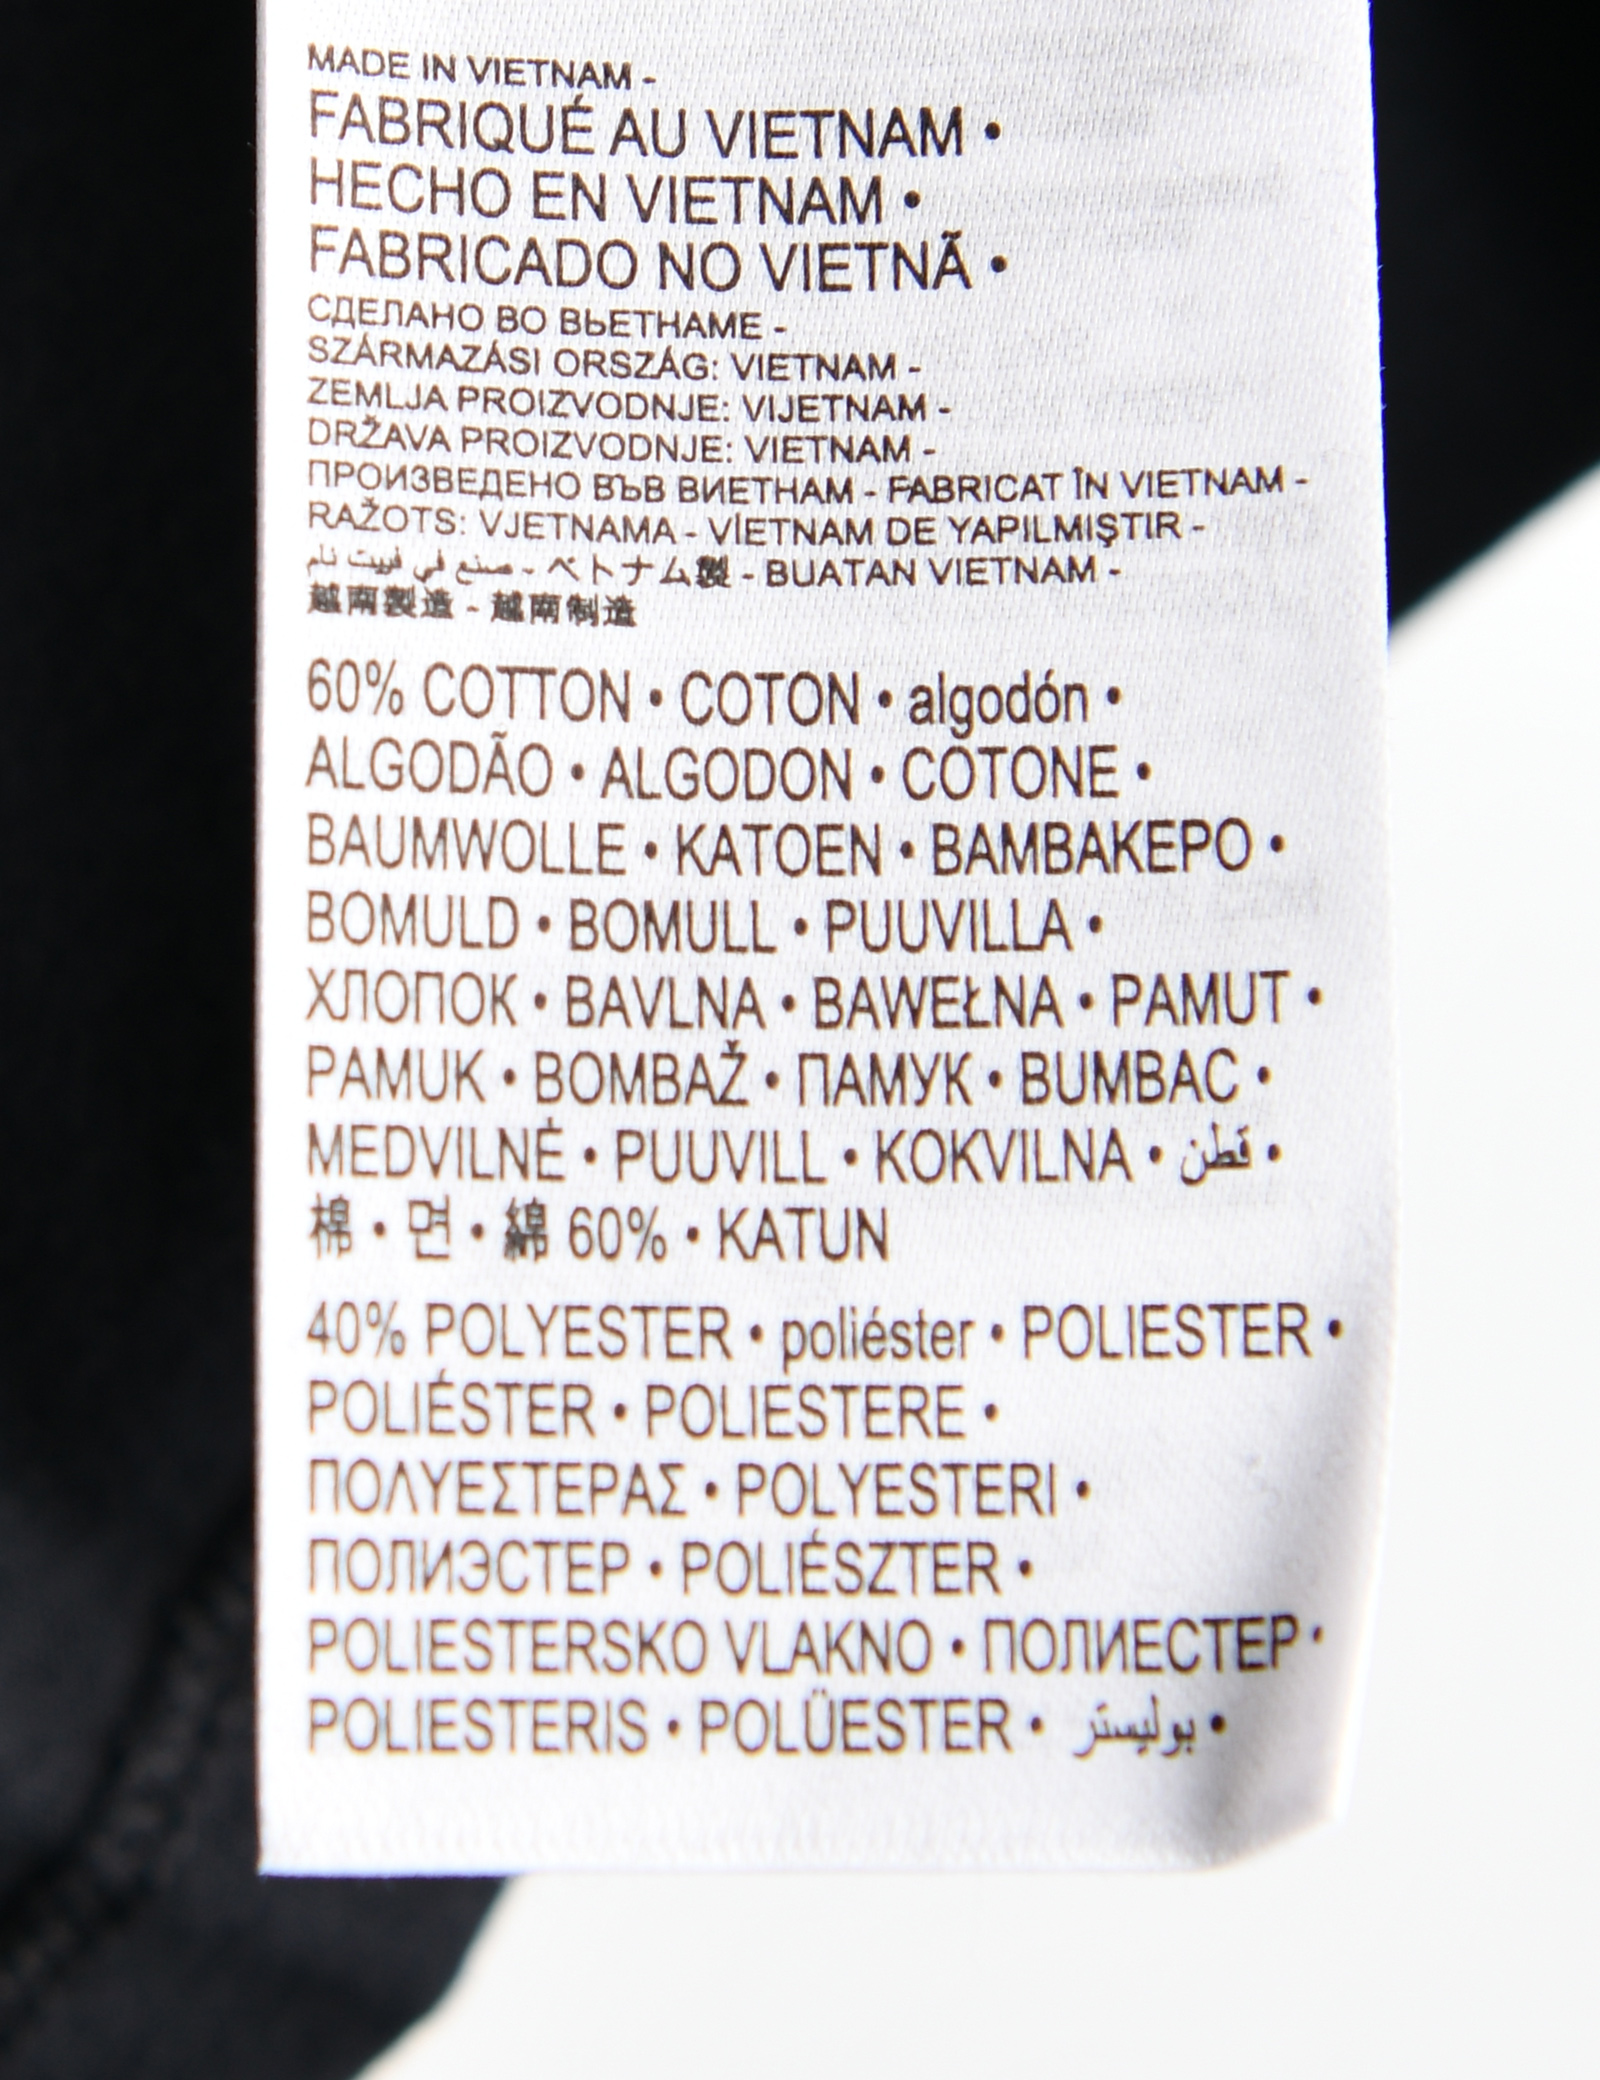 MADE IN VIETNAM -
FABRIQUÉ AU VIETNAM •
HECHO EN VIETNAM •
FABRICADO NO VIETNÃ •
СДЕЛАНО ВО ВЬЕТНАМЕ -
SZÁRMAZÁSI ORSZÁG: VIETNAM -
ZEMLJA PROIZVODNJE: VIJETNAM -
DRŽAVA PROIZVODNJE: VIETNAM -
ПРОИЗВЕДЕНО ВЪВ ВИЕТНАМ - FABRICAT ÎN VIETNAM -
RAŽOTS: VJETNAMA - VİETNAM DE YAPILMIŞTIR -
صنع في فييت نام - ベトナム製 - BUATAN VIETNAM -
越南製造 - 越南制造
60% COTTON • COTON • algodón •
ALGODÃO • ALGODON • COTONE •
BAUMWOLLE • KATOEN • ΒΑΜΒΑΚΕΡΟ •
BOMULD • BOMULL • PUUVILLA •
ХЛОПОК • BAVLNA • BAWEŁNA • PAMUT •
PAMUK • BOMBAŽ • ПАМУК • BUMBAC •
MEDVILNĖ • PUUVILL • KOKVILNA • قطن •
棉 • 면 • 綿 60% • KATUN
40% POLYESTER • poliéster • POLIESTER •
POLIÉSTER • POLIESTERE •
ΠΟΛΥΕΣΤΕΡΑΣ • POLYESTERI •
ПОЛИЭСТЕР • POLIÉSZTER •
POLIESTERSKO VLAKNO • ПОЛИЕСТЕР •
POLIESTERIS • POLÜESTER • بوليستر •